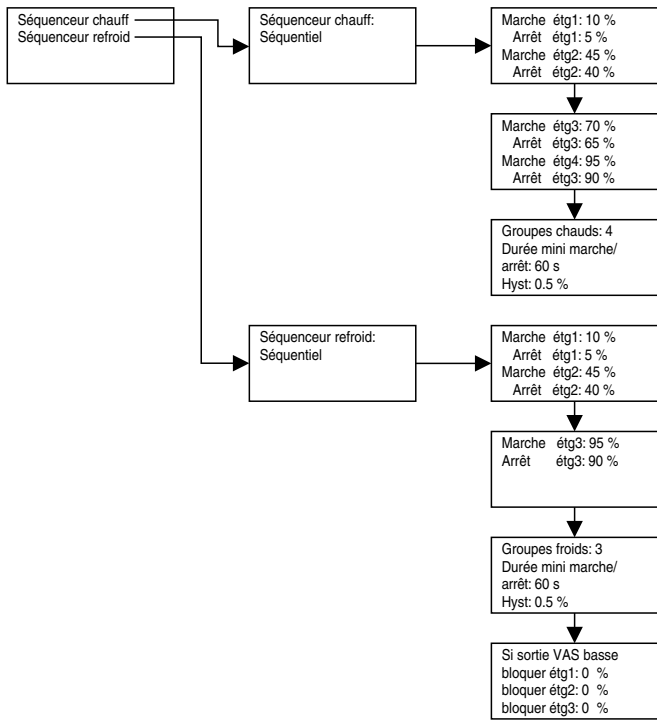 Séquenceur chauff
Séquenceur refroid
Séquenceur chauff:
Séquentiel
Marche étg1: 10 %
Arrêt étg1: 5 %
Marche étg2: 45 %
Arrêt étg2: 40 %
Marche étg3: 70 %
Arrêt étg3: 65 %
Marche étg4: 95 %
Arrêt étg3: 90 %
Groupes chauds: 4
Durée mini marche/
arrêt: 60 s
Hyst: 0.5 %
Séquenceur refroid:
Séquentiel
Marche étg1: 10 %
Arrêt étg1: 5 %
Marche étg2: 45 %
Arrêt étg2: 40 %
Marche étg3: 95 %
Arrêt étg3: 90 %
Groupes froids: 3
Durée mini marche/
arrêt: 60 s
Hyst: 0.5 %
Si sortie VAS basse
bloquer étg1: 0 %
bloquer étg2: 0 %
bloquer étg3: 0 %